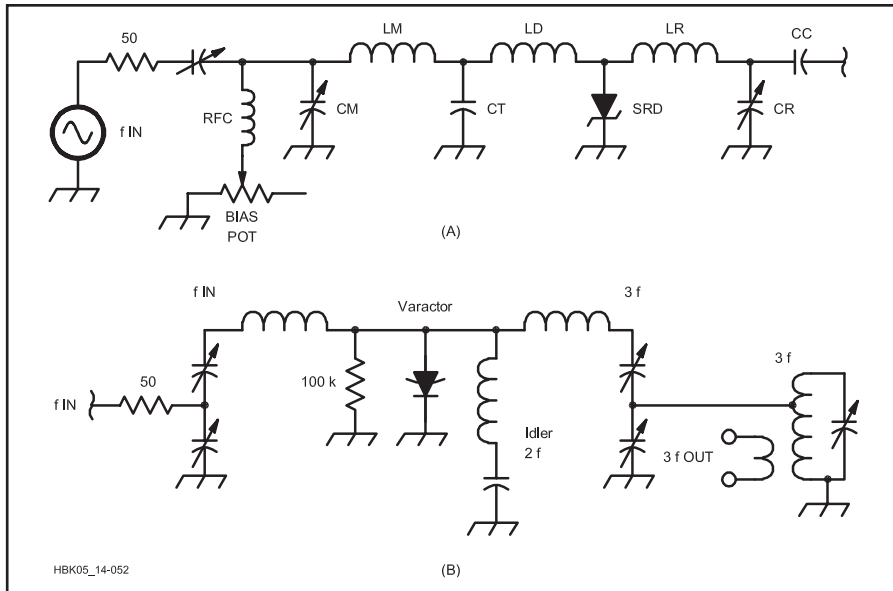 50
LM
LD
LR
CC
RFC
CM
CT
SRD
CR
f IN
BIAS
POT
(A)
f IN
Varactor
3 f
3 f
50
100 k
f IN
Idler
2 f
3 f OUT
HBK05_14-052
(B)